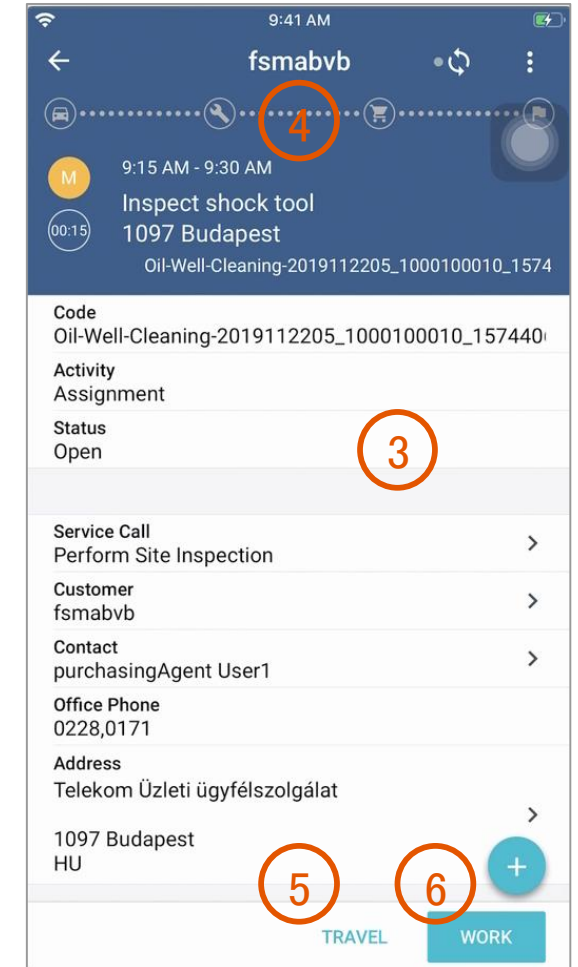 9:41 AM
fsmabvb
4
M
9:15 AM - 9:30 AM
Inspect shock tool
00:15
1097 Budapest
Oil-Well-Cleaning-2019112205_1000100010_1574
Code
Oil-Well-Cleaning-2019112205_1000100010_157440
Activity
Assignment
Status
Open
3
Service Call
Perform Site Inspection
Customer
fsmabvb
Contact
purchasingAgent User1
Office Phone
0228,0171
Address
Telekom Üzleti ügyfélszolgálat
1097 Budapest
HU
5
6
TRAVEL
WORK